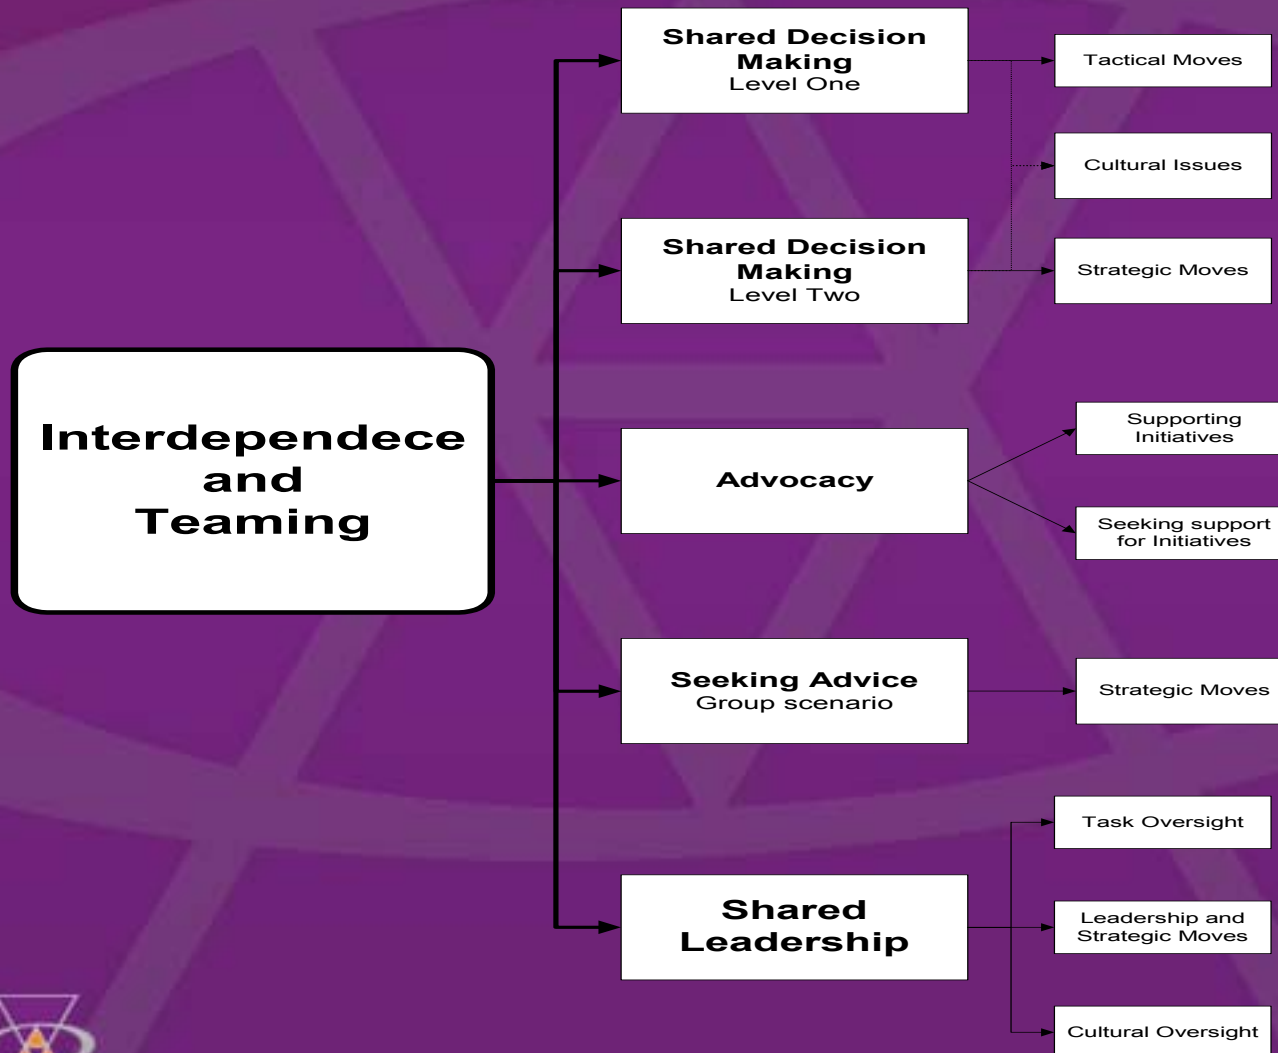 Shared Decision
Making
Level One
Tactical Moves
Cultural Issues
Shared Decision
Making
Level Two
Strategic Moves
Interdependece
and
Teaming
Advocacy
Supporting
Initiatives
Seeking support
for Initiatives
Seeking Advice
Group scenario
Strategic Moves
Shared
Leadership
Task Oversight
Leadership and
Strategic Moves
Cultural Oversight